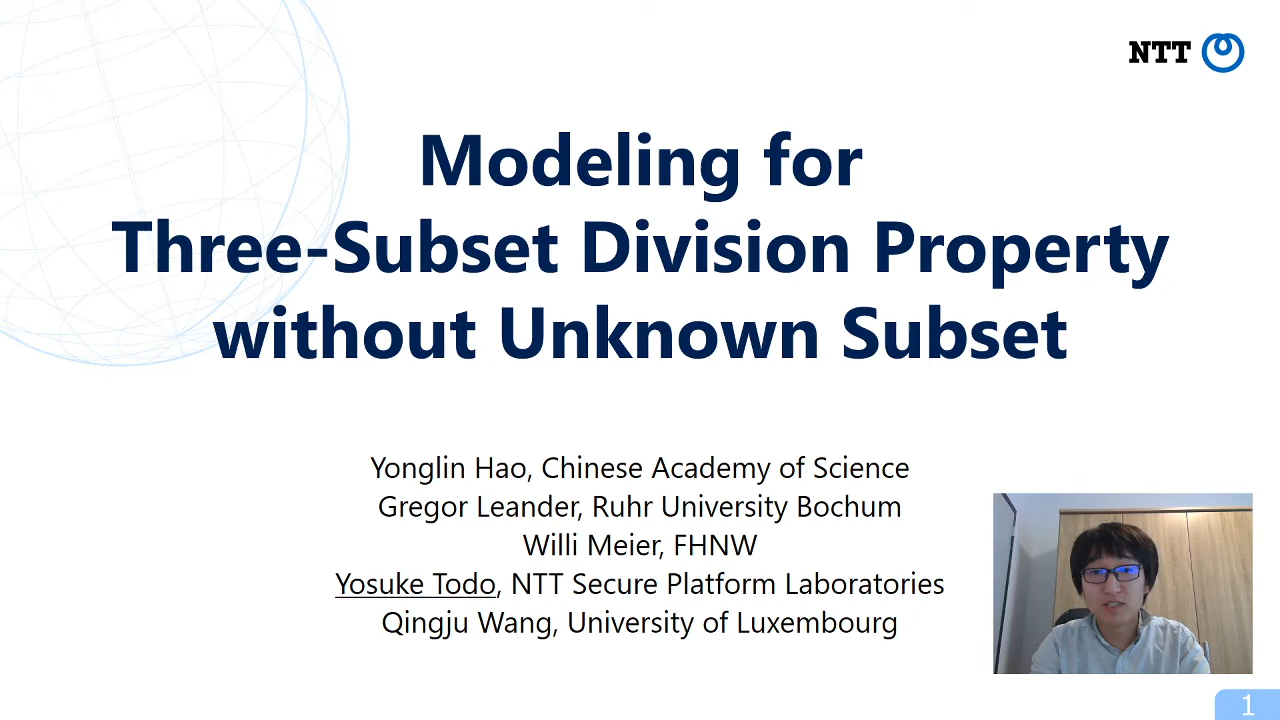 NTT
Modeling for
Three-Subset Division Property
without Unknown Subset
Yonglin Hao, Chinese Academy of Science
Gregor Leander, Ruhr University Bochum
Willi Meier, FHNW
Yosuke Todo, NTT Secure Platform Laboratories
Qingju Wang, University of Luxembourg
1